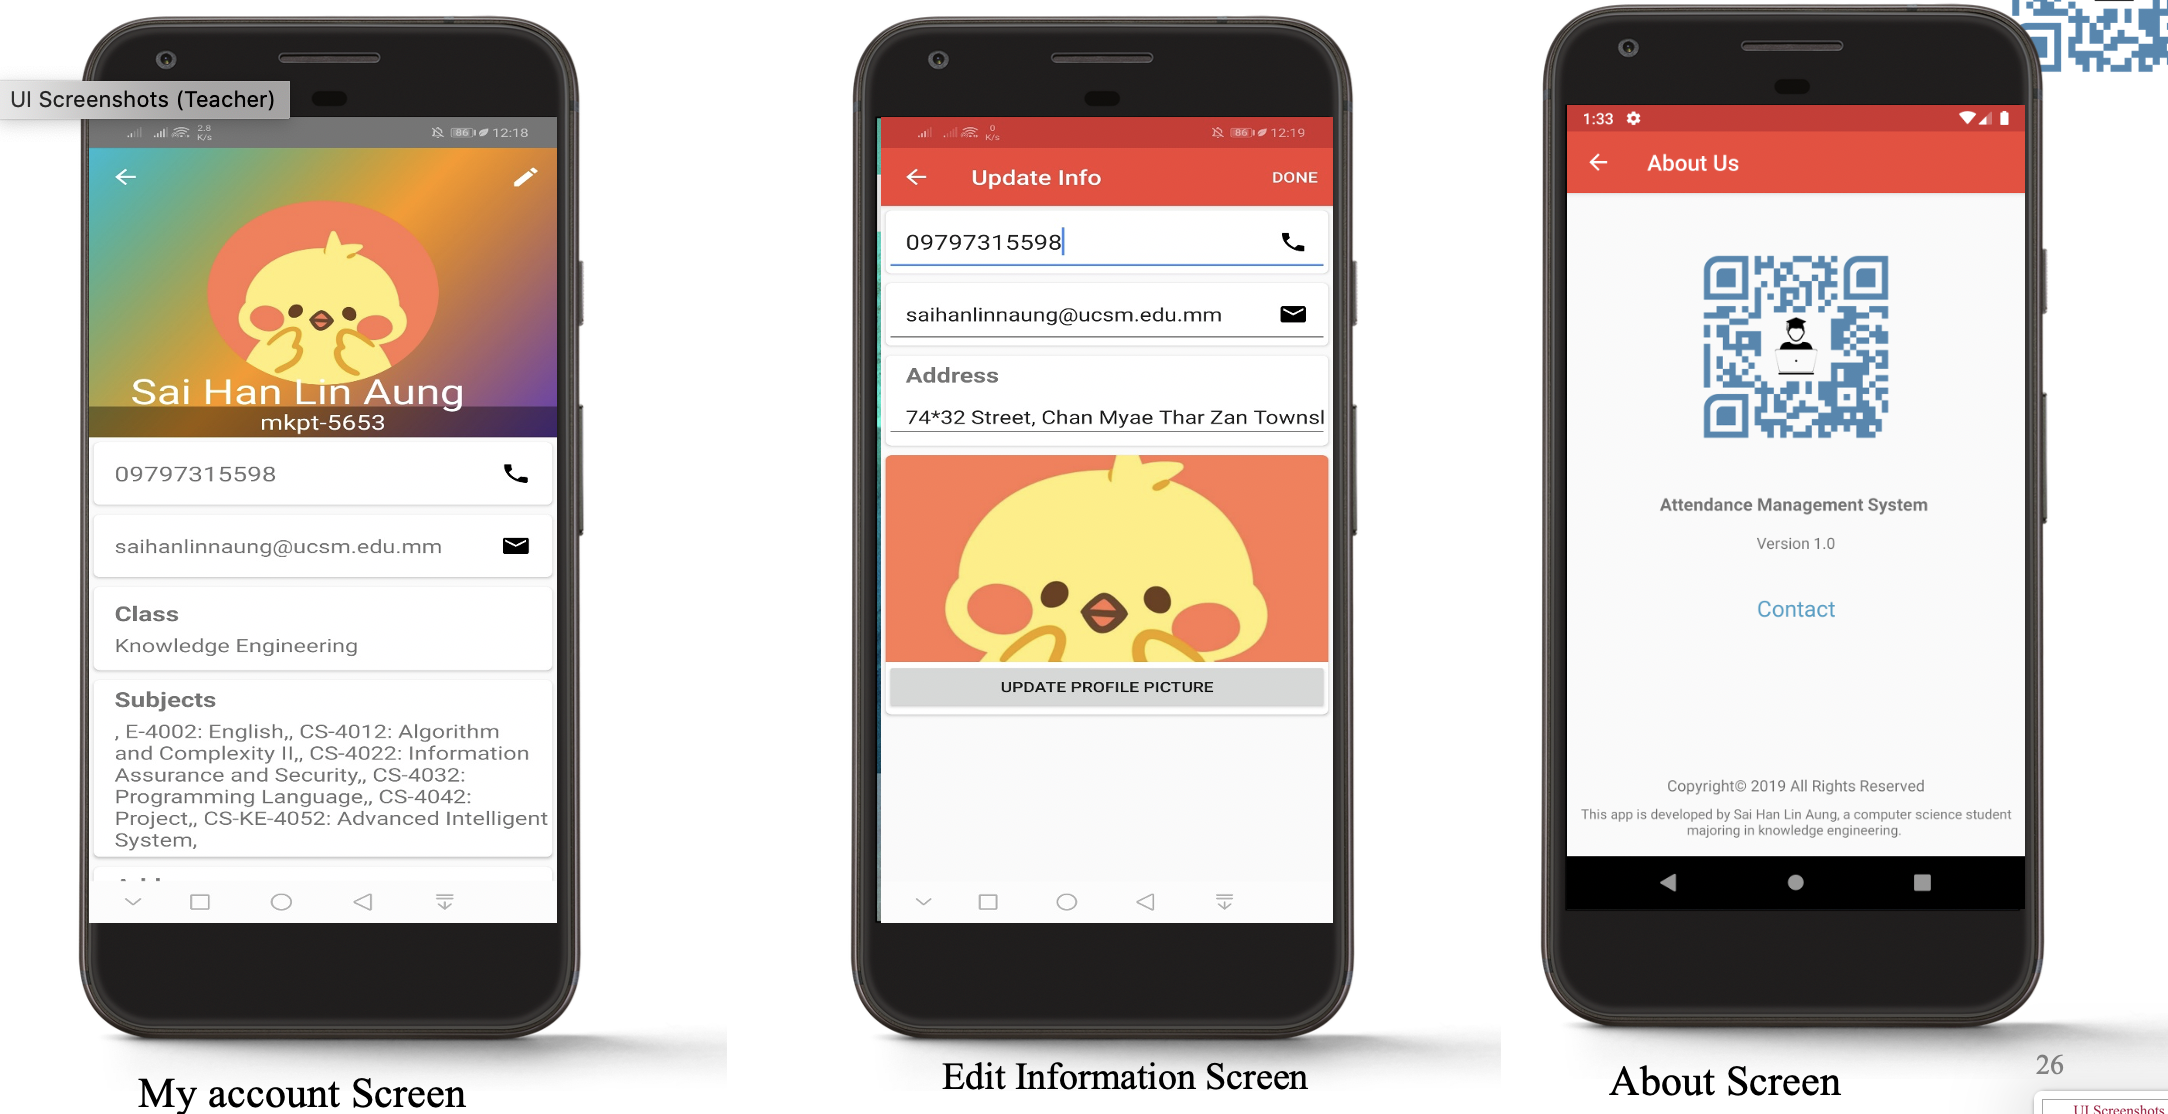 UI Screenshots (Teacher)
2.8
K/s
86
12:18
Sai Han Lin Aung
mkpt-5653
09797315598
saihanlinnaung@ucsm.edu.mm
Class
Knowledge Engineering
Subjects
, E-4002: English,, CS-4012: Algorithm
and Complexity II,, CS-4022: Information
Assurance and Security,, CS-4032:
Programming Language,, CS-4042:
Project,, CS-KE-4052: Advanced Intelligent
System,
My account Screen
0
K/s
86
12:19
Update Info
DONE
09797315598
saihanlinnaung@ucsm.edu.mm
Address
74*32 Street, Chan Myae Thar Zan Townsl
UPDATE PROFILE PICTURE
Edit Information Screen
1:33
About Us
Attendance Management System
Version 1.0
Contact
Copyright© 2019 All Rights Reserved
This app is developed by Sai Han Lin Aung, a computer science student
majoring in knowledge engineering.
About Screen
26
UI Screenshots